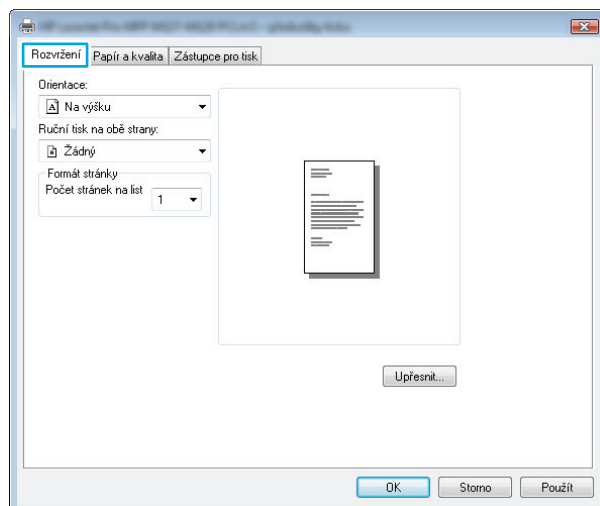 Rozvržení Papír a kvalita Zástupce pro tisk
Orientace:
Na výšku
Ruční tisk na obě strany:
Žádný
Formát stránky
Počet stránek na list 1
Upřesnit...
OK Storno Použít